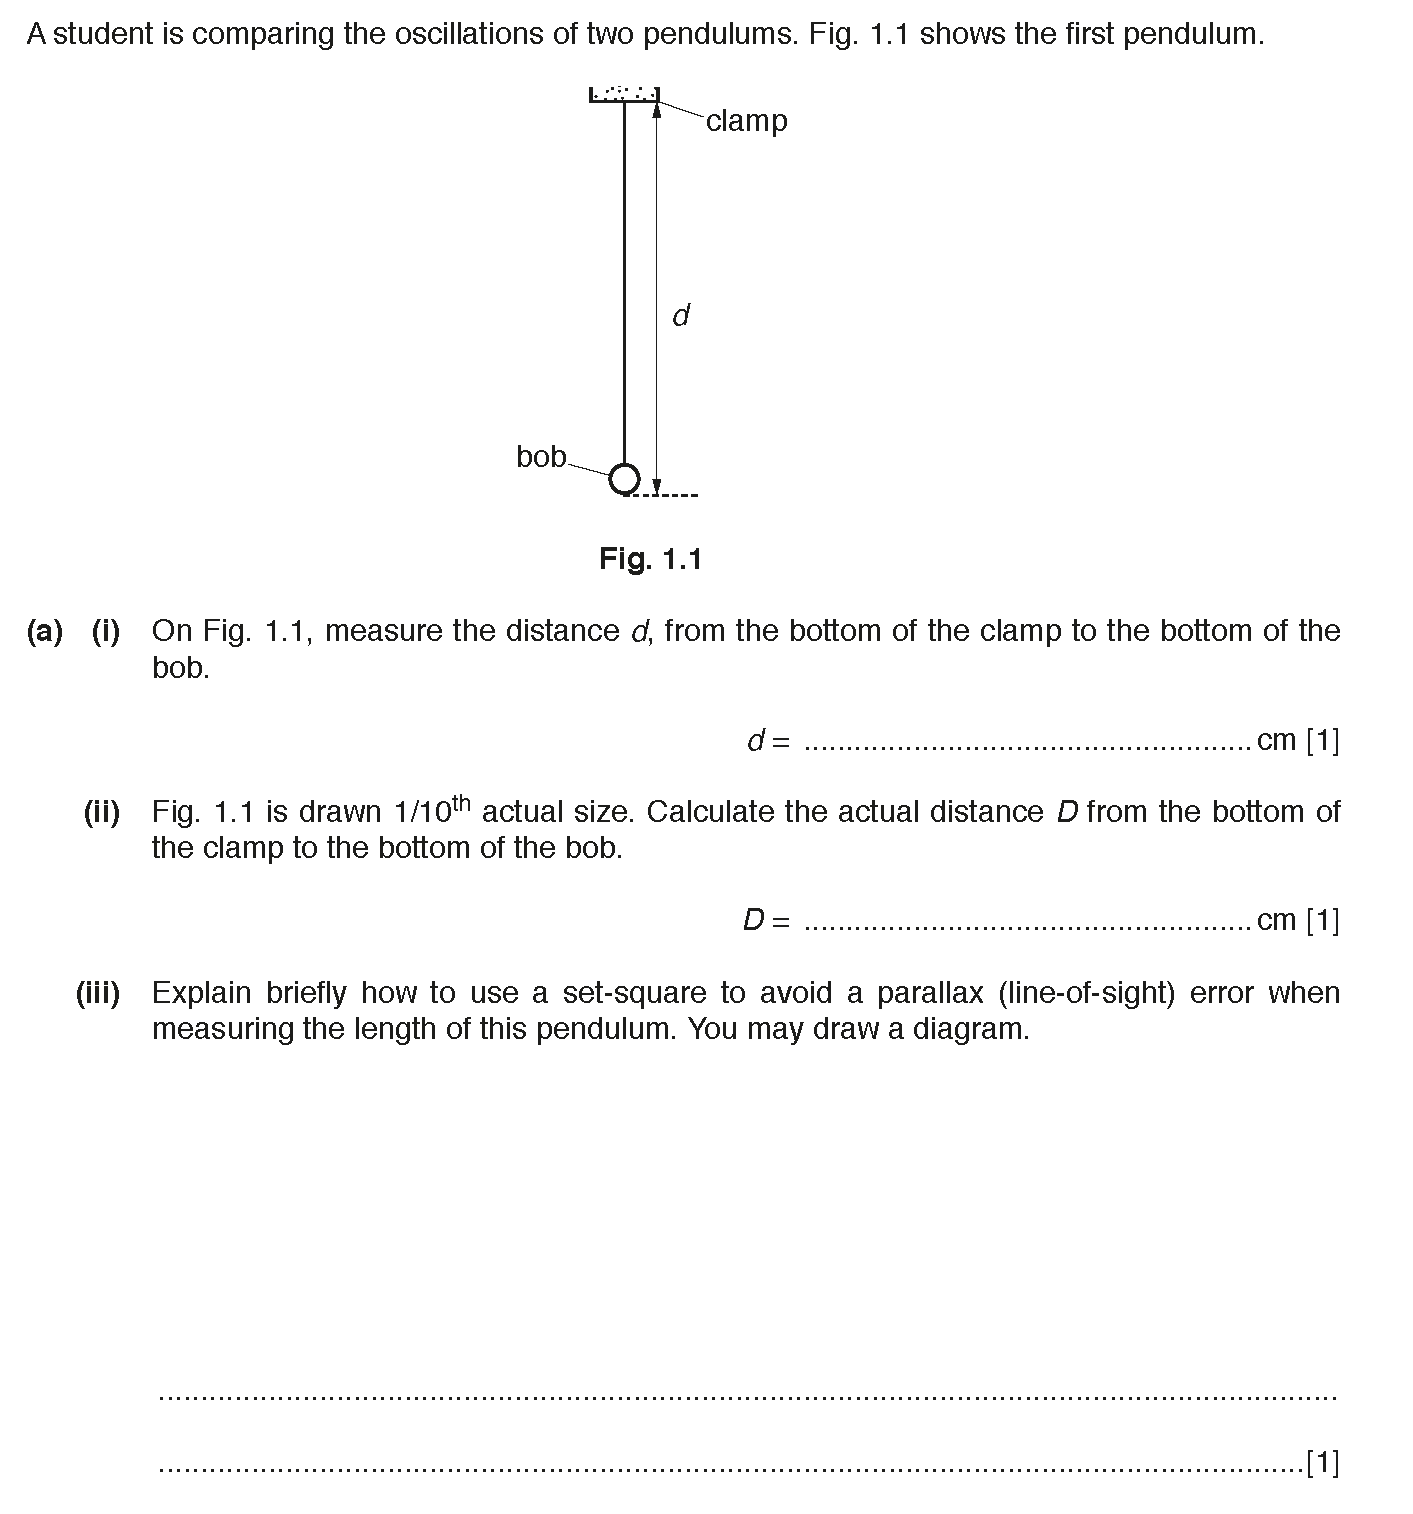 A student is comparing the oscillations of two pendulums. Fig. 1.1 shows the first pendulum.
clamp
d
bob
Fig. 1.1
(a) (i) On Fig. 1.1, measure the distance d, from the bottom of the clamp to the bottom of the
bob.
d = ..................................................... cm [1]
(ii) Fig. 1.1 is drawn 1/10th actual size. Calculate the actual distance D from the bottom of
the clamp to the bottom of the bob.
D = ..................................................... cm [1]
(iii) Explain briefly how to use a set-square to avoid a parallax (line-of-sight) error when
measuring the length of this pendulum. You may draw a diagram.
...........................................................................................................................................
.......................................................................................................................................[1]